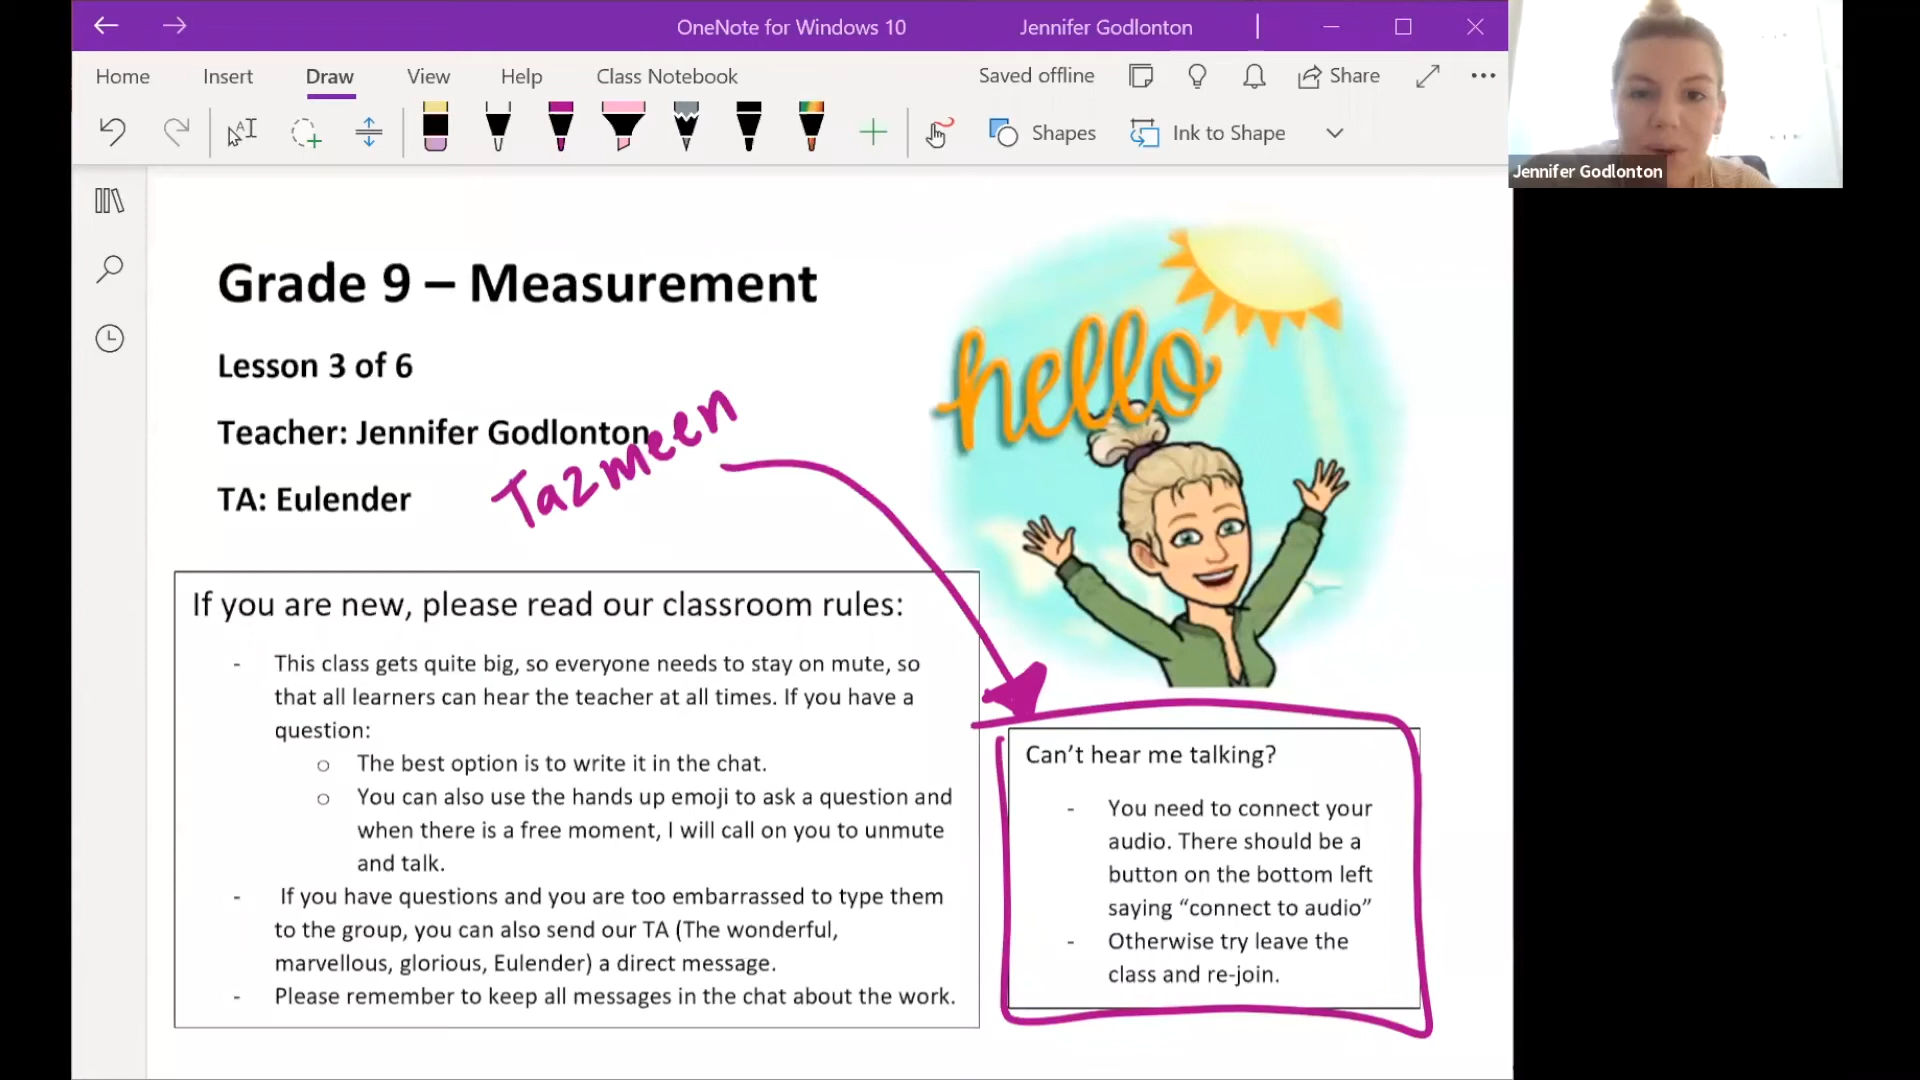 OneNote for Windows 10
Jennifer Godlonton
Home Insert Draw View Help Class Notebook
Saved offline
Share
Shapes
Ink to Shape
Jennifer Godlonton
Grade 9 – Measurement
hello
Lesson 3 of 6
Teacher: Jennifer Godlonton
Tazmeen
TA: Eulender
If you are new, please read our classroom rules:
- This class gets quite big, so everyone needs to stay on mute, so
that all learners can hear the teacher at all times. If you have a
question:
o The best option is to write it in the chat.
o You can also use the hands up emoji to ask a question and
when there is a free moment, I will call on you to unmute
and talk.
- If you have questions and you are too embarrassed to type them
to the group, you can also send our TA (The wonderful,
marvellous, glorious, Eulender) a direct message.
- Please remember to keep all messages in the chat about the work.
Can’t hear me talking?
- You need to connect your
audio. There should be a
button on the bottom left
saying “connect to audio”
- Otherwise try leave the
class and re-join.